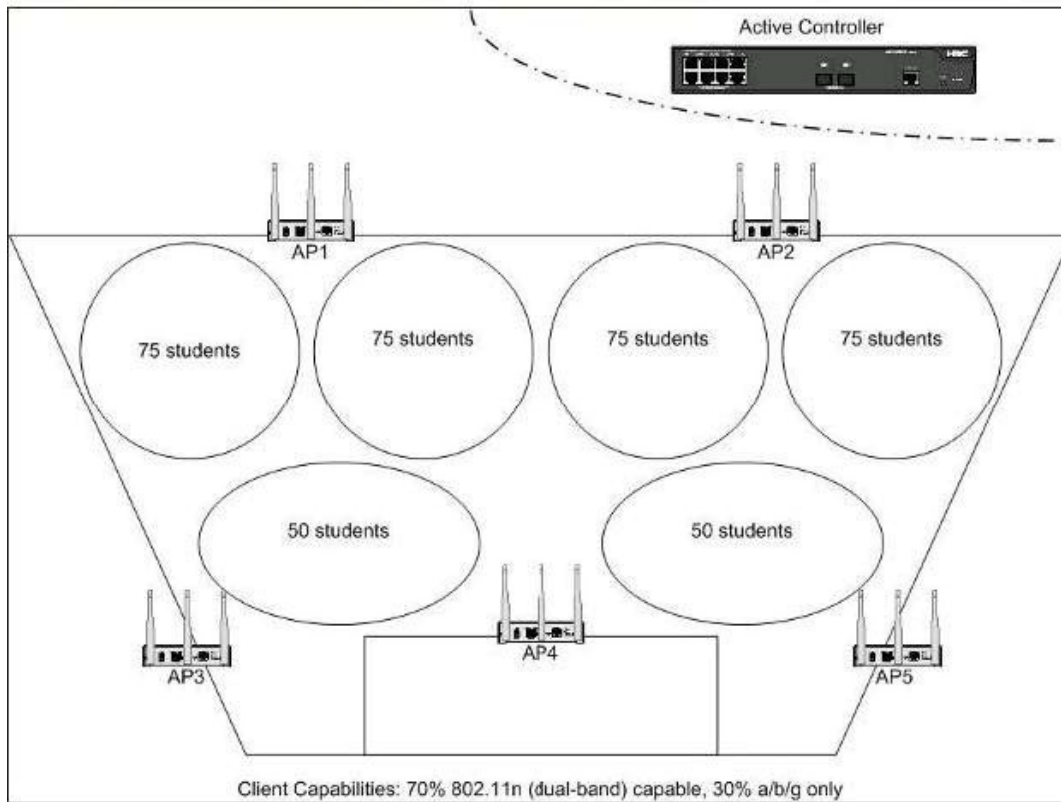 Active Controller
H3C
AP1
AP2
75 students
75 students
75 students
75 students
50 students
50 students
AP3
AP4
AP5
Client Capabilities: 70% 802.11n (dual-band) capable, 30% a/b/g only